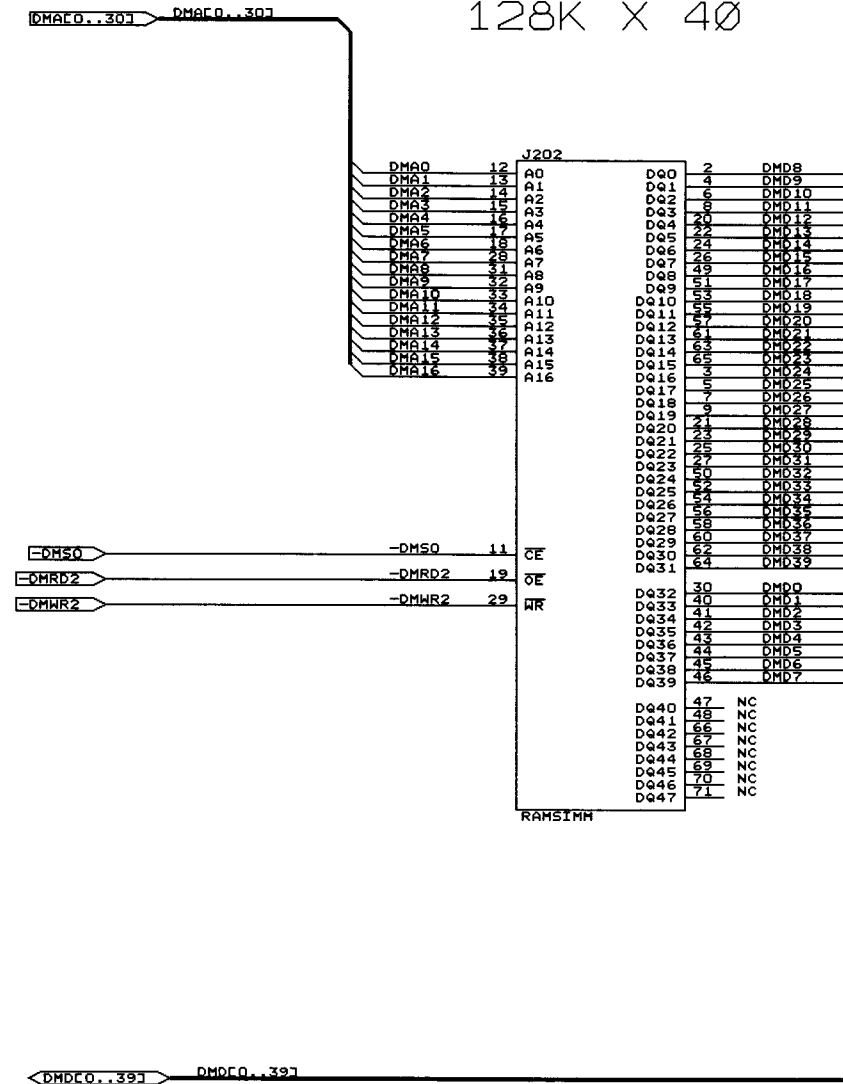 DMA[0..30] DMA[0..30] 128K X 40
J202
DMA0 12 A0 DQ0 2 DMD8
DMA1 13 A1 DQ1 4 DMD9
DMA2 14 A2 DQ2 6 DMD10
DMA3 15 A3 DQ3 8 DMD11
DMA4 16 A4 DQ4 20 DMD12
DMA5 17 A5 DQ5 22 DMD13
DMA6 18 A6 DQ6 24 DMD14
DMA7 28 A7 DQ7 26 DMD15
DMA8 31 A8 DQ8 49 DMD16
DMA9 32 A9 DQ9 51 DMD17
DMA10 33 A10 DQ10 53 DMD18
DMA11 34 A11 DQ11 55 DMD19
DMA12 35 A12 DQ12 57 DMD20
DMA13 36 A13 DQ13 61 DMD21
DMA14 37 A14 DQ14 63 DMD22
DMA15 38 A15 DQ15 65 DMD23
DMA16 39 A16 DQ16 3 DMD24
DQ17 5 DMD25
DQ18 7 DMD26
DQ19 9 DMD27
DQ20 21 DMD28
DQ21 23 DMD29
DQ22 25 DMD30
DQ23 27 DMD31
DQ24 50 DMD32
DQ25 52 DMD33
DQ26 54 DMD34
DQ27 56 DMD35
DQ28 58 DMD36
DQ29 60 DMD37
-DMS0 -DMS0 11 CE DQ30 62 DMD38
DQ31 64 DMD39
-DMRD2 -DMRD2 19 OE
DQ32 30 DMD0
-DMWR2 -DMWR2 29 WR DQ33 40 DMD1
DQ34 41 DMD2
DQ35 42 DMD3
DQ36 43 DMD4
DQ37 44 DMD5
DQ38 45 DMD6
DQ39 46 DMD7
DQ40 47 NC
DQ41 48 NC
DQ42 66 NC
DQ43 67 NC
DQ44 68 NC
DQ45 69 NC
DQ46 70 NC
DQ47 71 NC
RAMSIMM
DMD[0..39] DMD[0..39]